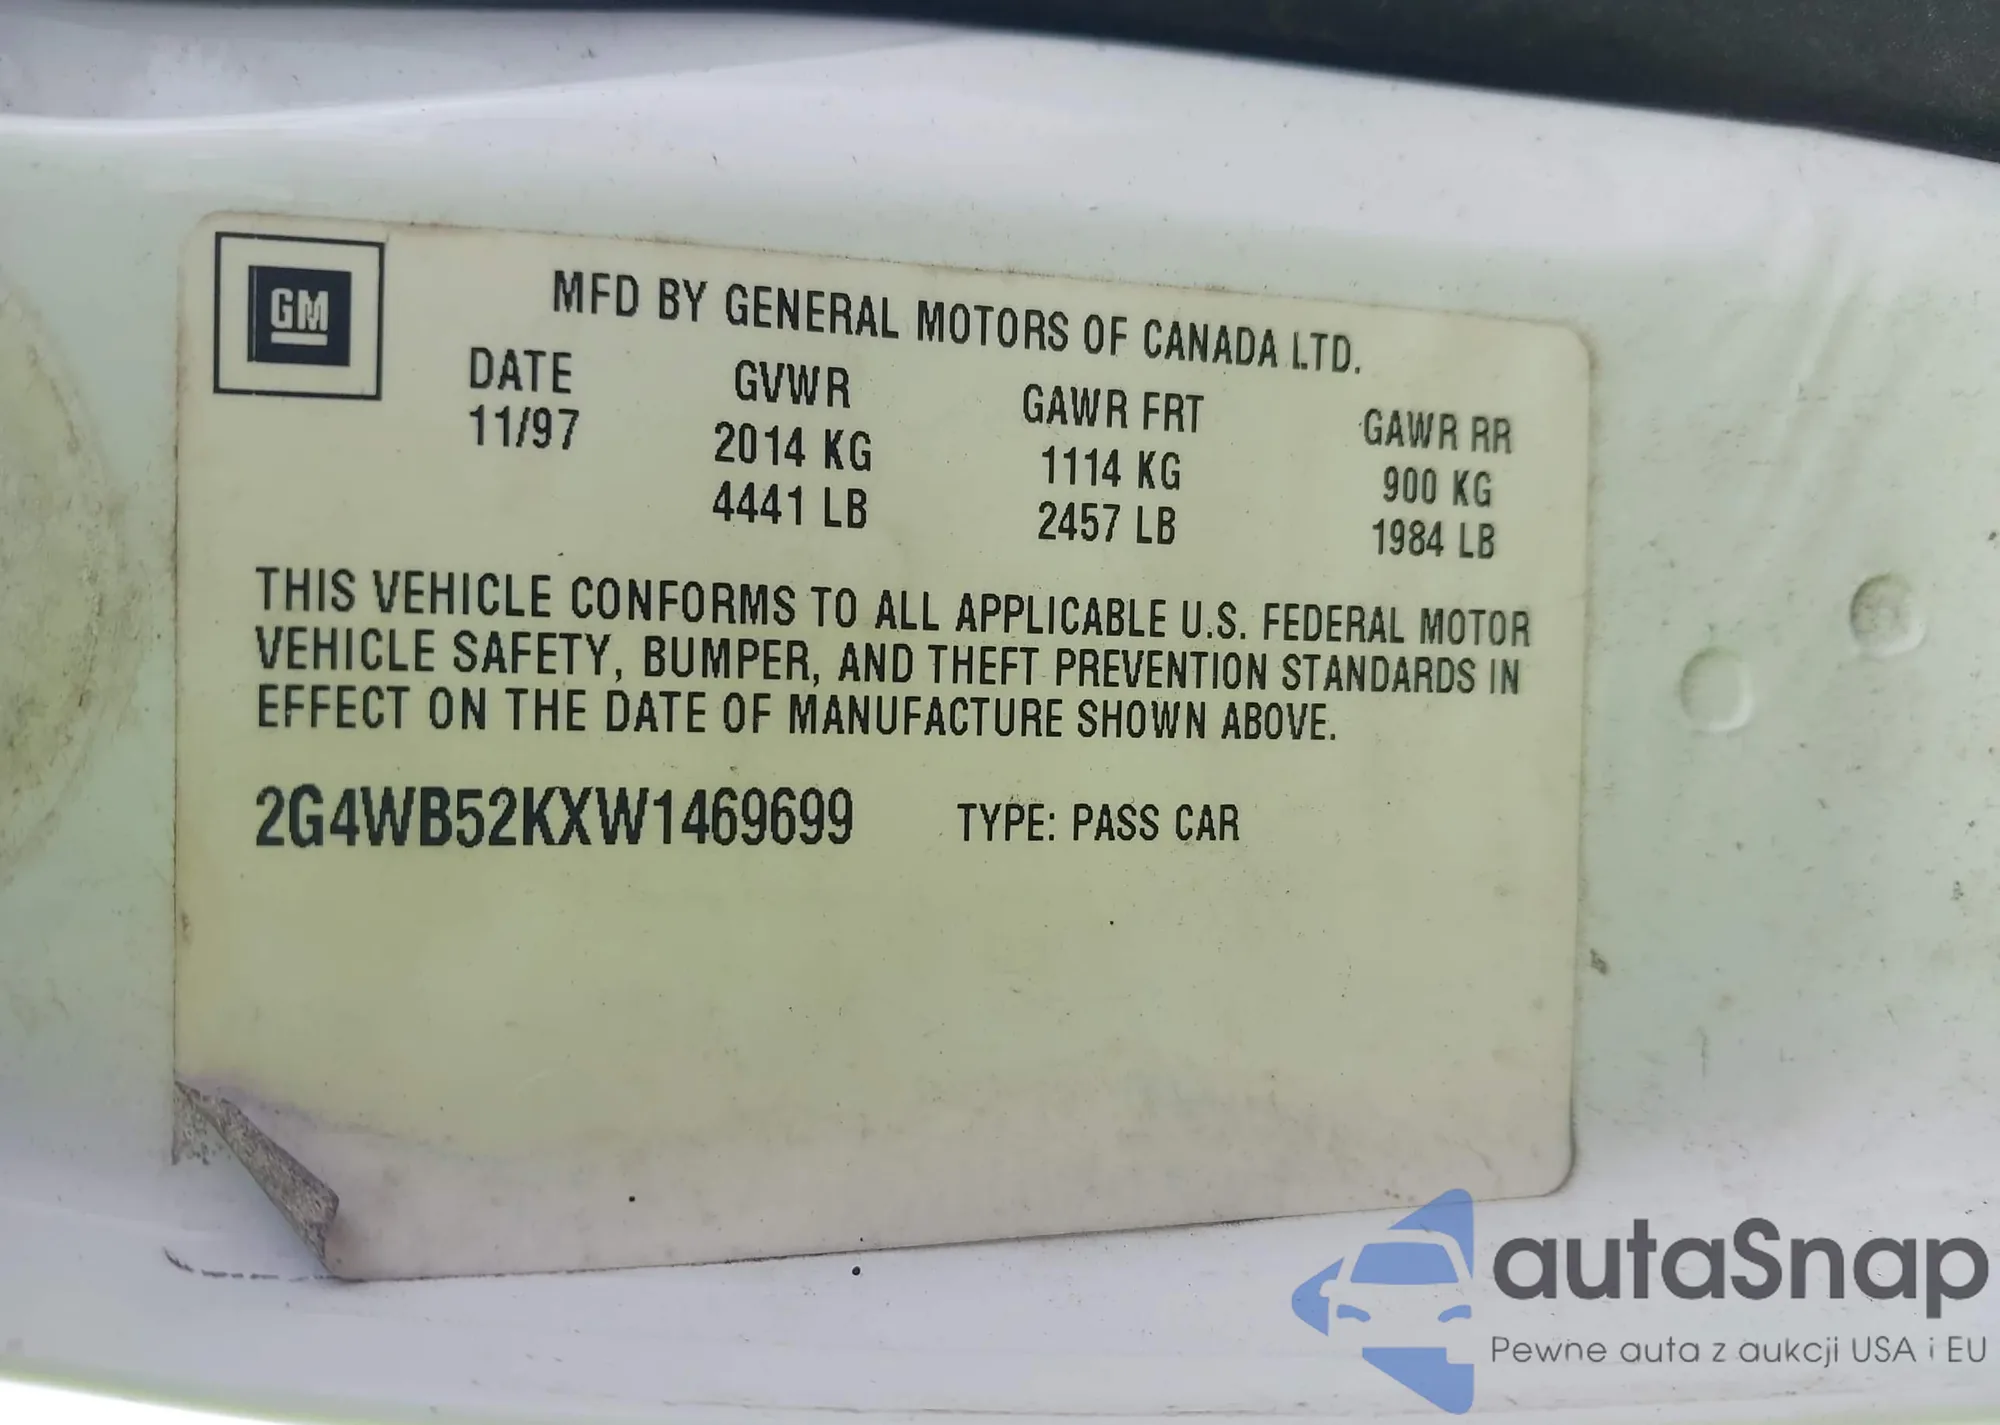 GM
MFD BY GENERAL MOTORS OF CANADA LTD.
DATE GVWR GAWR FRT GAWR RR
11/97 2014 KG 1114 KG 900 KG
4441 LB 2457 LB 1984 LB
THIS VEHICLE CONFORMS TO ALL APPLICABLE U.S. FEDERAL MOTOR
VEHICLE SAFETY, BUMPER, AND THEFT PREVENTION STANDARDS IN
EFFECT ON THE DATE OF MANUFACTURE SHOWN ABOVE.
2G4WB52KXW1469699 TYPE: PASS CAR
autaSnap
Pewne auta z aukcji USA i EU